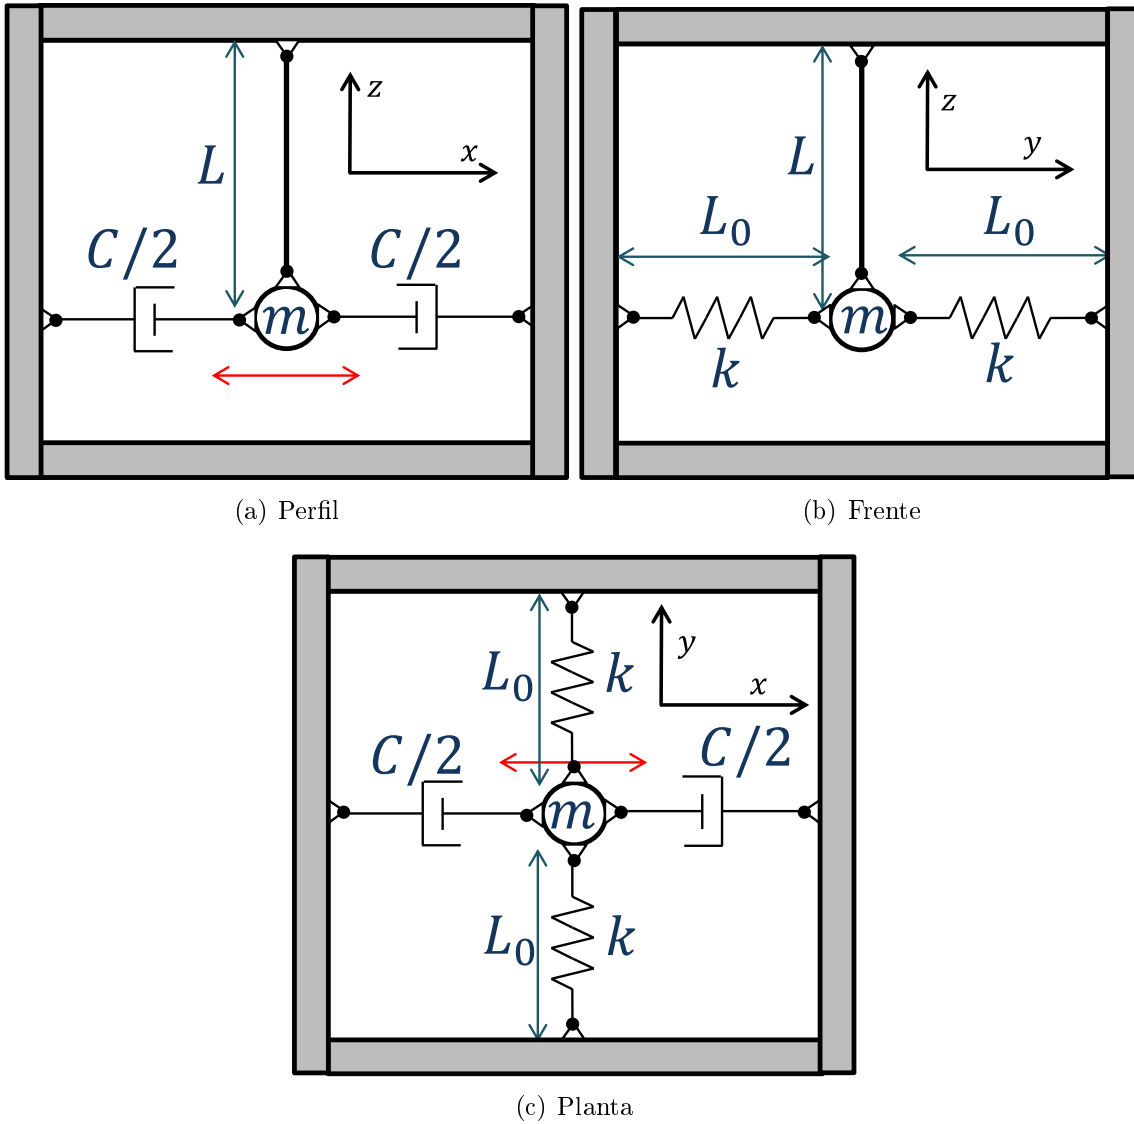 z
x
L
C/2
C/2
m
(a) Perfil
z
y
L
L₀
L₀
m
k
k
(b) Frente
y
x
L₀
k
C/2
C/2
m
L₀
k
(c) Planta